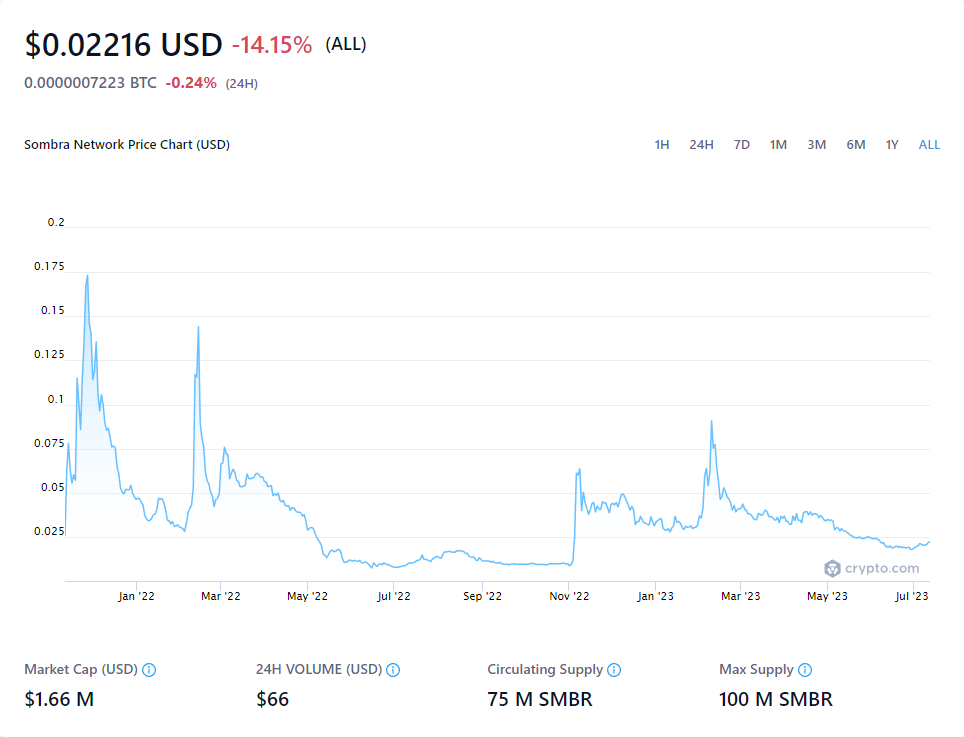 $0.02216 USD -14.15% (ALL)
0.0000007223 BTC -0.24% (24H)
Sombra Network Price Chart (USD) 1H 24H 7D 1M 3M 6M 1Y ALL
0.2
0.175
0.15
0.125
0.1
0.075
0.05
0.025
crypto.com
Jan '22 Mar '22 May '22 Jul '22 Sep '22 Nov '22 Jan '23 Mar '23 May '23 Jul '23
Market Cap (USD) 24H VOLUME (USD) Circulating Supply Max Supply
$1.66 M $66 75 M SMBR 100 M SMBR